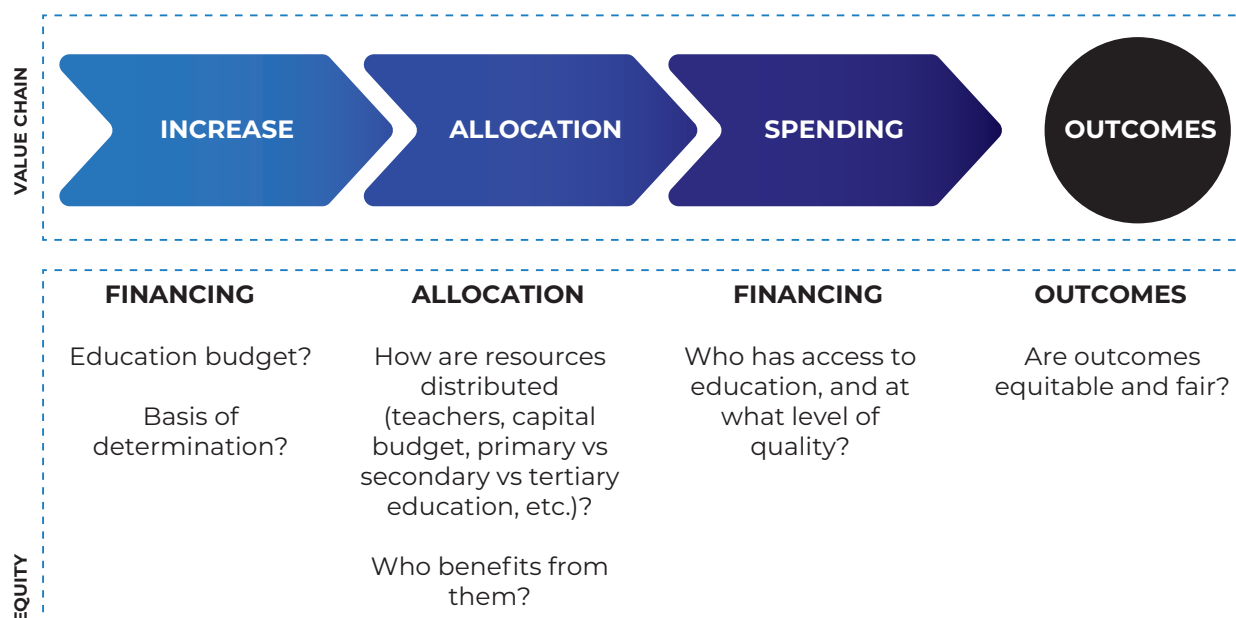 VALUE CHAIN
INCREASE
ALLOCATION
SPENDING
OUTCOMES
EQUITY
FINANCING
Education budget?
Basis of
determination?
ALLOCATION
How are resources
distributed
(teachers, capital
budget, primary vs
secondary vs tertiary
education, etc.)?
Who benefits from
them?
FINANCING
Who has access to
education, and at
what level of
quality?
OUTCOMES
Are outcomes
equitable and fair?